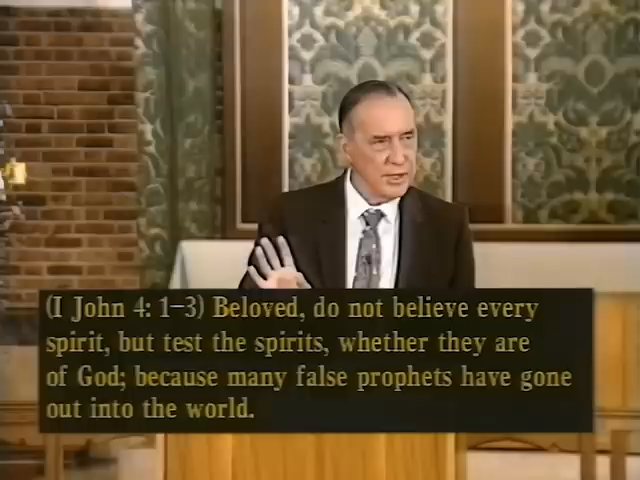 (I John 4: 1–3) Beloved, do not believe every
spirit, but test the spirits, whether they are
of God; because many false prophets have gone
out into the world.